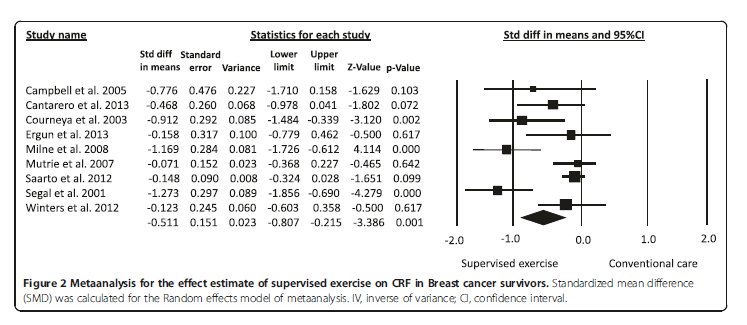 Study name Statistics for each study Std diff in means and 95%CI
Std diff Standard Lower Upper
in means error Variance limit limit Z-Value p-Value
Campbell et al. 2005 -0.776 0.476 0.227 -1.710 0.158 -1.629 0.103
Cantarero et al. 2013 -0.468 0.260 0.068 -0.978 0.041 -1.802 0.072
Courneya et al. 2003 -0.912 0.292 0.085 -1.484 -0.339 -3.120 0.002
Ergun et al. 2013 -0.158 0.317 0.100 -0.779 0.462 -0.500 0.617
Milne et al. 2008 -1.169 0.284 0.081 -1.726 -0.612 4.114 0.000
Mutrie et al. 2007 -0.071 0.152 0.023 -0.368 0.227 -0.465 0.642
Saarto et al. 2012 -0.148 0.090 0.008 -0.324 0.028 -1.651 0.099
Segal et al. 2001 -1.273 0.297 0.089 -1.856 -0.690 -4.279 0.000
Winters et al. 2012 -0.123 0.245 0.060 -0.603 0.358 -0.500 0.617
-0.511 0.151 0.023 -0.807 -0.215 -3.386 0.001
-2.0 -1.0 0.0 1.0 2.0
Supervised exercise Conventional care
Figure 2 Metaanalysis for the effect estimate of supervised exercise on CRF in Breast cancer survivors. Standardized mean difference
(SMD) was calculated for the Random effects model of metaanalysis. IV, inverse of variance; CI, confidence interval.